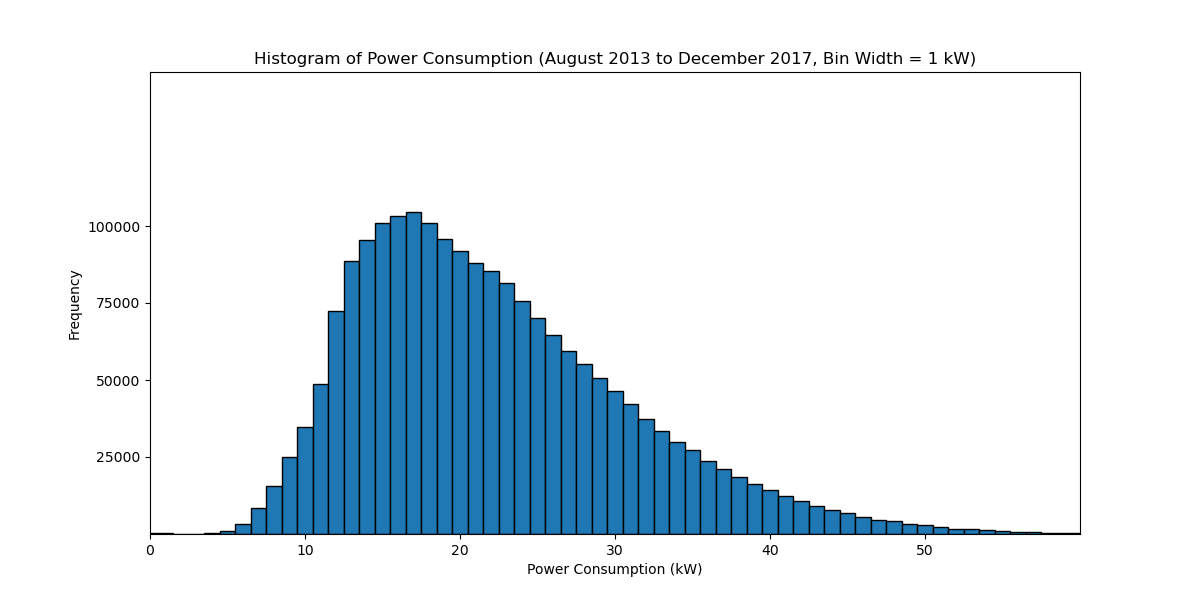 Histogram of Power Consumption (August 2013 to December 2017, Bin Width = 1 kW)
100000
75000
50000
25000
Frequency
0 10 20 30 40 50
Power Consumption (kW)